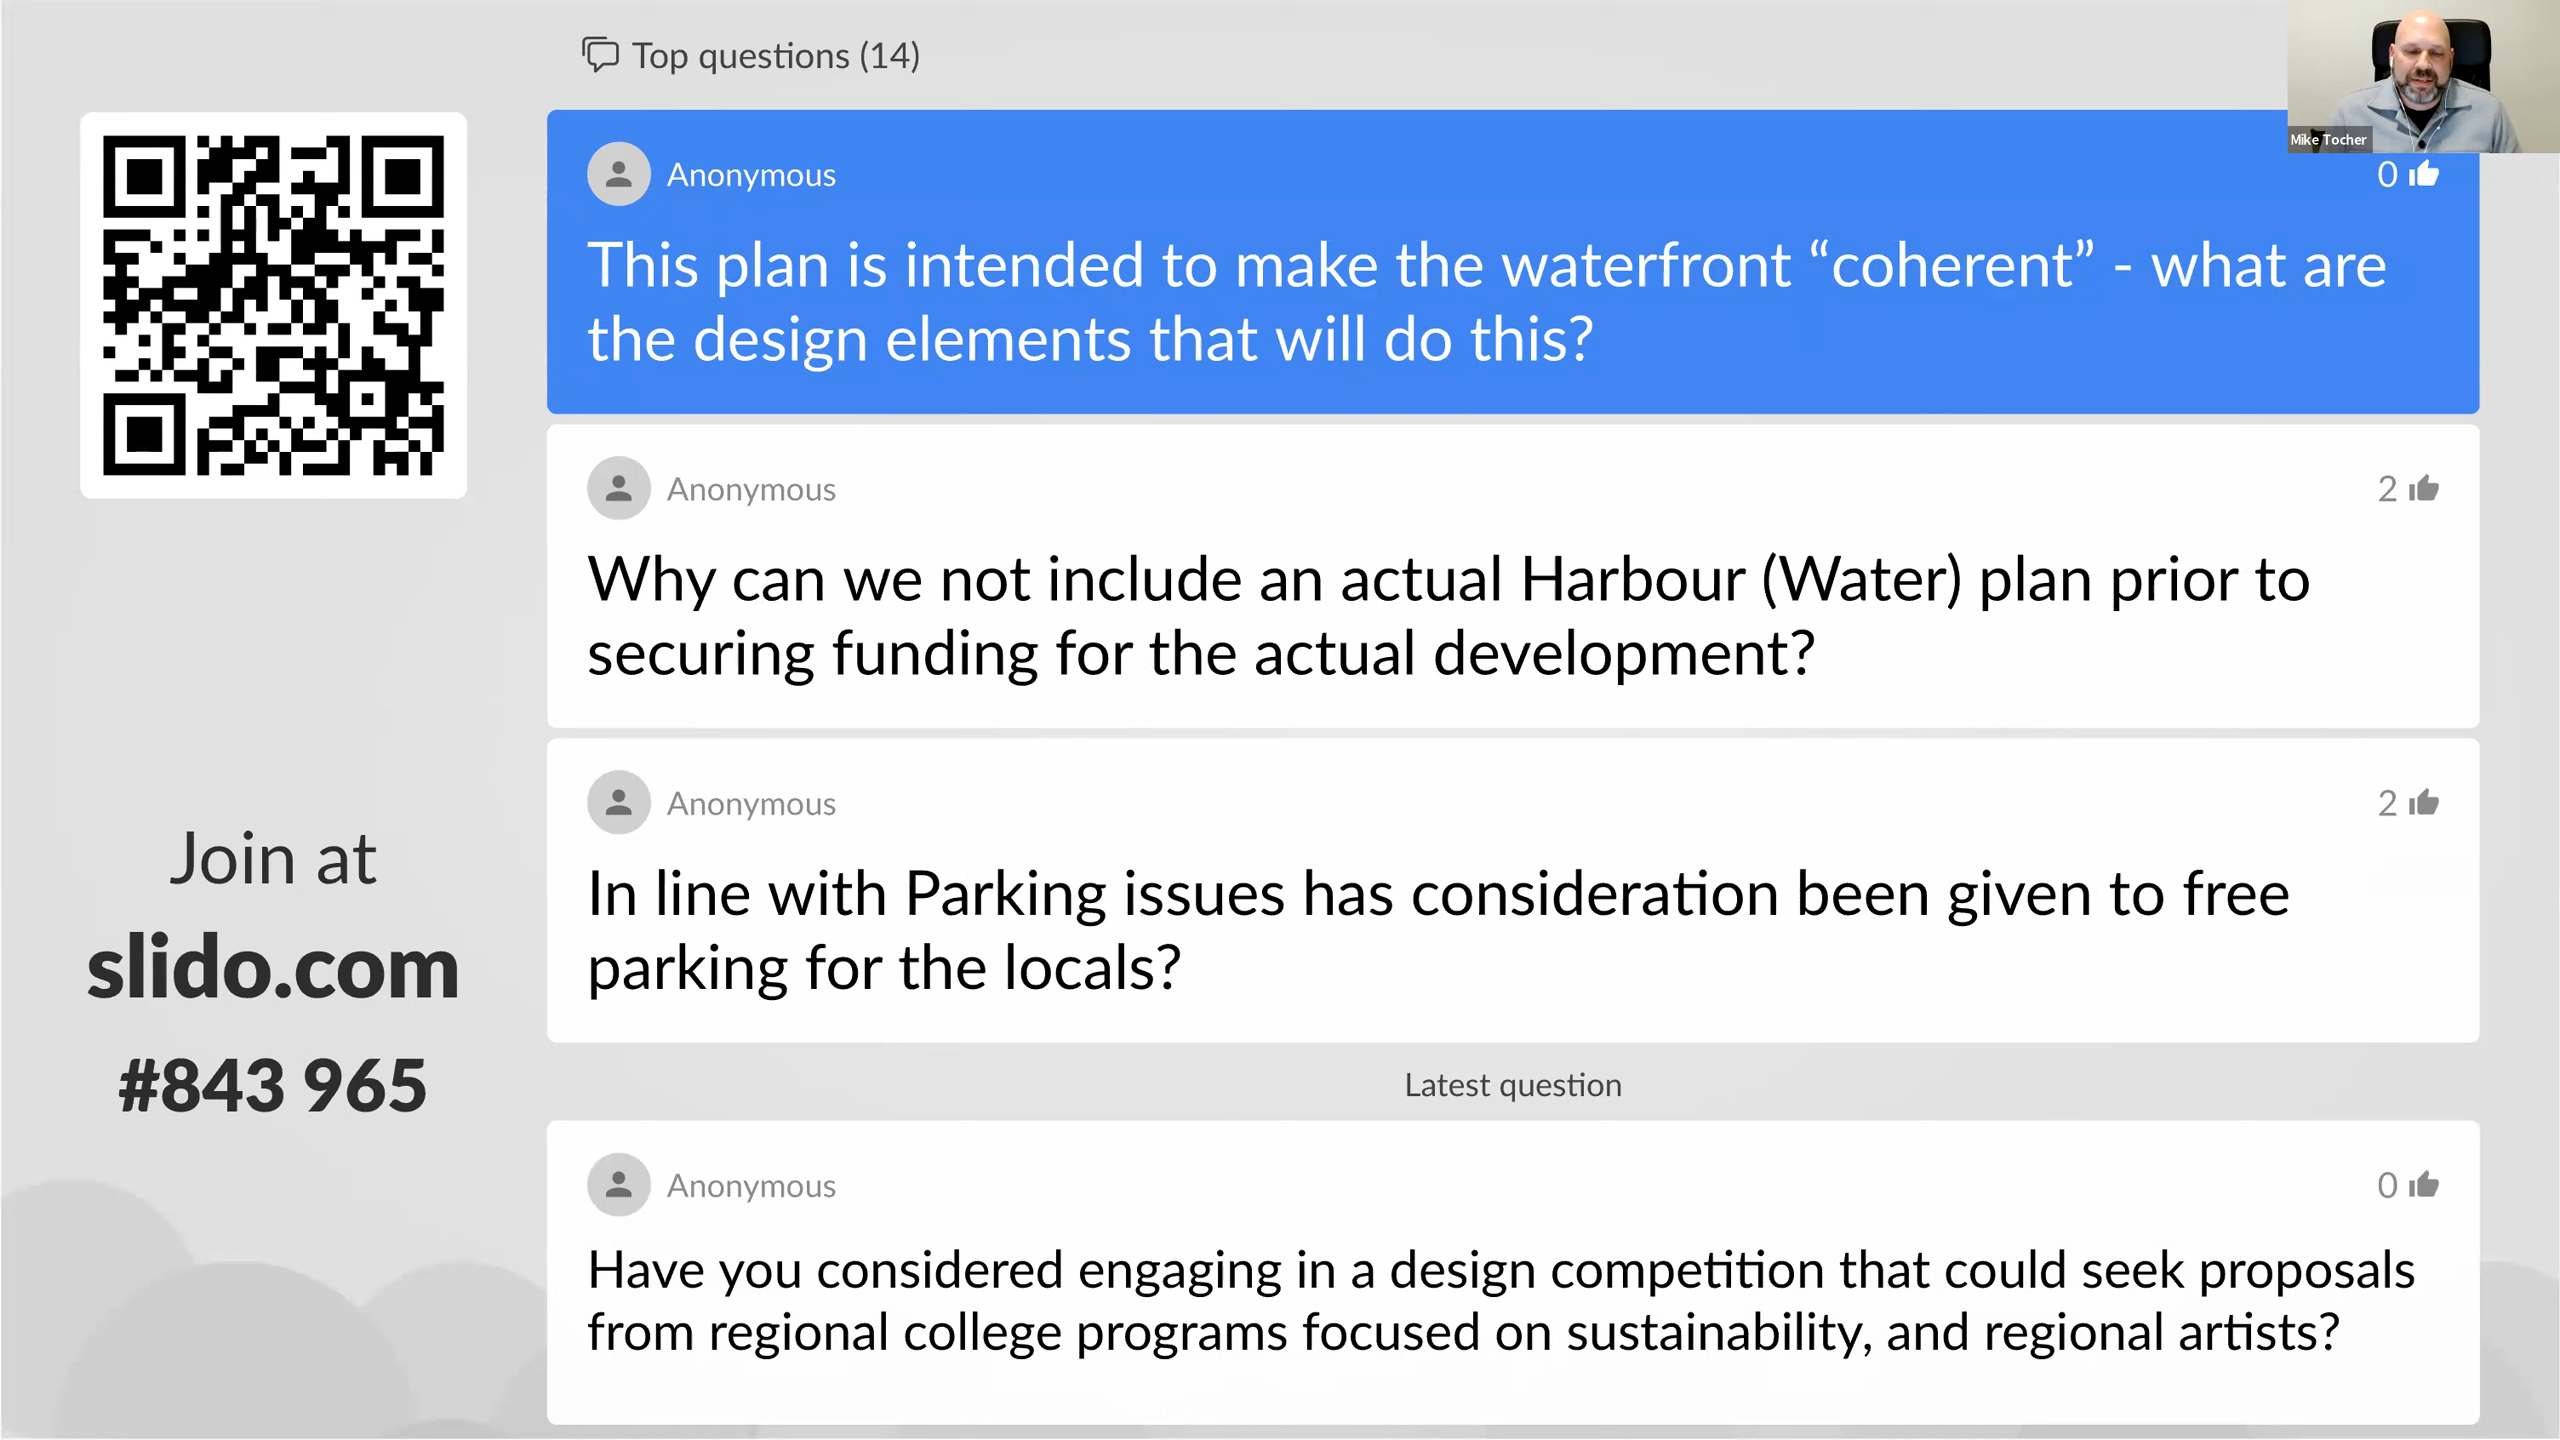 Top questions (14)
Mike Tocher
Anonymous
0
This plan is intended to make the waterfront “coherent” - what are
the design elements that will do this?
Anonymous
2
Why can we not include an actual Harbour (Water) plan prior to
securing funding for the actual development?
Anonymous
2
In line with Parking issues has consideration been given to free
parking for the locals?
Join at
slido.com
#843 965
Latest question
Anonymous
0
Have you considered engaging in a design competition that could seek proposals
from regional college programs focused on sustainability, and regional artists?